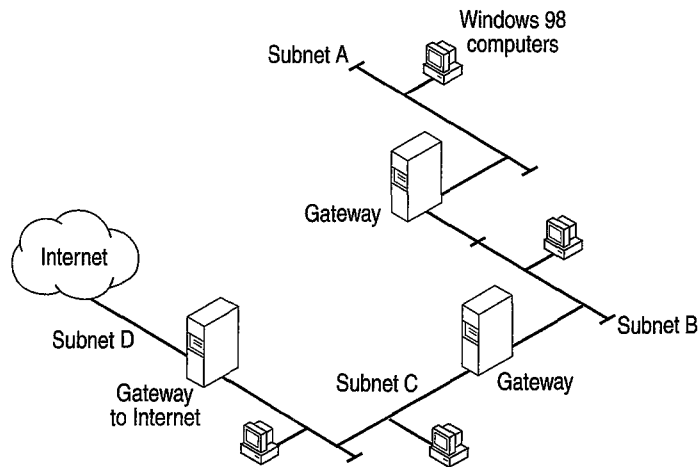 Windows 98
computers
Subnet A
Gateway
Internet
Subnet B
Subnet D
Subnet C
Gateway
Gateway
to Internet